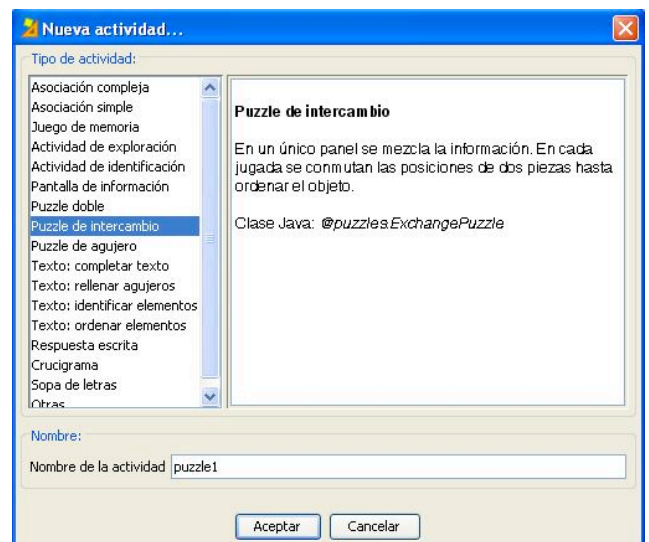 Nueva actividad...
Tipo de actividad:
Asociación compleja
Asociación simple
Juego de memoria
Actividad de exploración
Actividad de identificación
Pantalla de información
Puzzle doble
Puzzle de intercambio
Puzzle de agujero
Texto: completar texto
Texto: rellenar agujeros
Texto: identificar elementos
Texto: ordenar elementos
Respuesta escrita
Crucigrama
Sopa de letras
Otras
Puzzle de intercambio
En un único panel se mezcla la información. En cada
jugada se conmutan las posiciones de dos piezas hasta
ordenar el objeto.
Clase Java: @puzzles.ExchangePuzzle
Nombre:
Nombre de la actividad puzzle1
Aceptar Cancelar